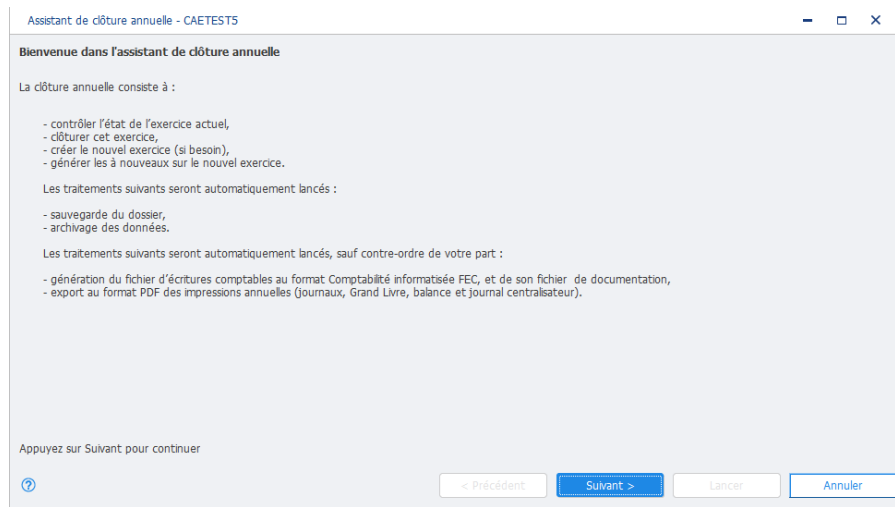 Assistant de clôture annuelle - CAETEST5
Bienvenue dans l'assistant de clôture annuelle
La clôture annuelle consiste à :
- contrôler l'état de l'exercice actuel,
- clôturer cet exercice,
- créer le nouvel exercice (si besoin),
- générer les à nouveaux sur le nouvel exercice.
Les traitements suivants seront automatiquement lancés :
- sauvegarde du dossier,
- archivage des données.
Les traitements suivants seront automatiquement lancés, sauf contre-ordre de votre part :
- génération du fichier d'écritures comptables au format Comptabilité informatisée FEC, et de son fichier de documentation,
- export au format PDF des impressions annuelles (journaux, Grand Livre, balance et journal centralisateur).
Appuyez sur Suivant pour continuer
? < Précédent Suivant > Lancer Annuler